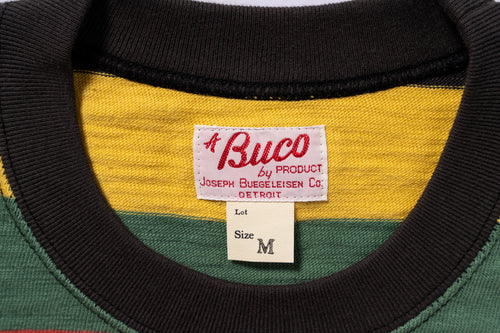 A Buco
by PRODUCT
JOSEPH BUEGELEISEN CO.
DETROIT
Lot
Size M